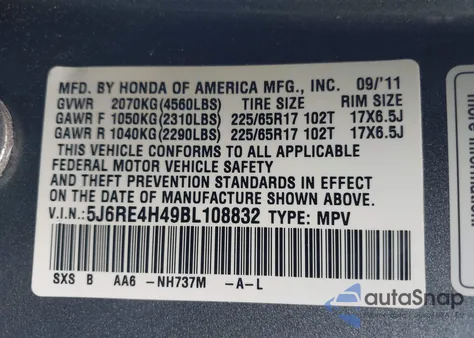 MFD. BY HONDA OF AMERICA MFG., INC. 09/'11
GVWR 2070KG(4560LBS) TIRE SIZE RIM SIZE
GAWR F 1050KG(2310LBS) 225/65R17 102T 17X6.5J
GAWR R 1040KG(2290LBS) 225/65R17 102T 17X6.5J
THIS VEHICLE CONFORMS TO ALL APPLICABLE
FEDERAL MOTOR VEHICLE SAFETY
AND THEFT PREVENTION STANDARDS IN EFFECT
ON THE DATE OF MANUFACTURE SHOWN ABOVE.
V.I.N.:5J6RE4H49BL108832 TYPE: MPV
SXS B AA6 -NH737M -A-L
autoSnap